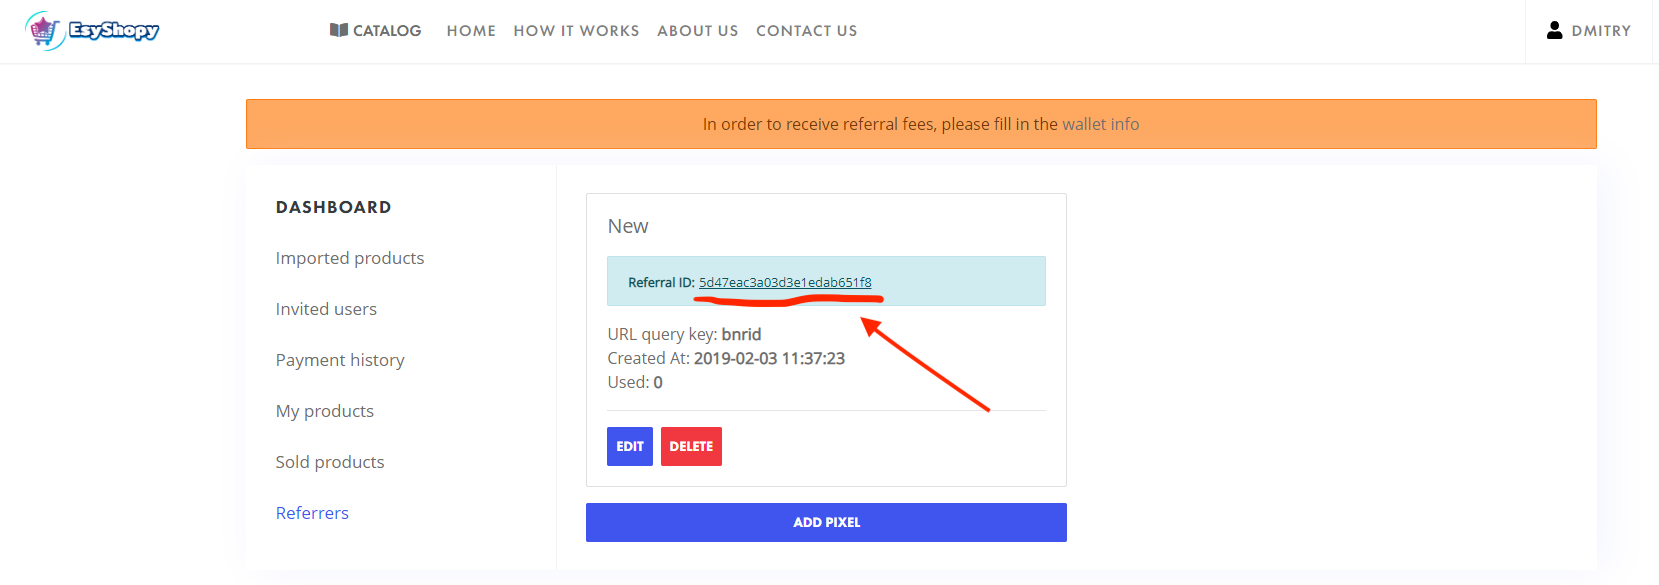 EsyShopy
CATALOG HOME HOW IT WORKS ABOUT US CONTACT US DMITRY
In order to receive referral fees, please fill in the wallet info
DASHBOARD
Imported products
Invited users
Payment history
My products
Sold products
Referrers
New
Referral ID: 5d47eac3a03d3e1edab651f8
URL query key: bnrid
Created At: 2019-02-03 11:37:23
Used: 0
EDIT DELETE
ADD PIXEL